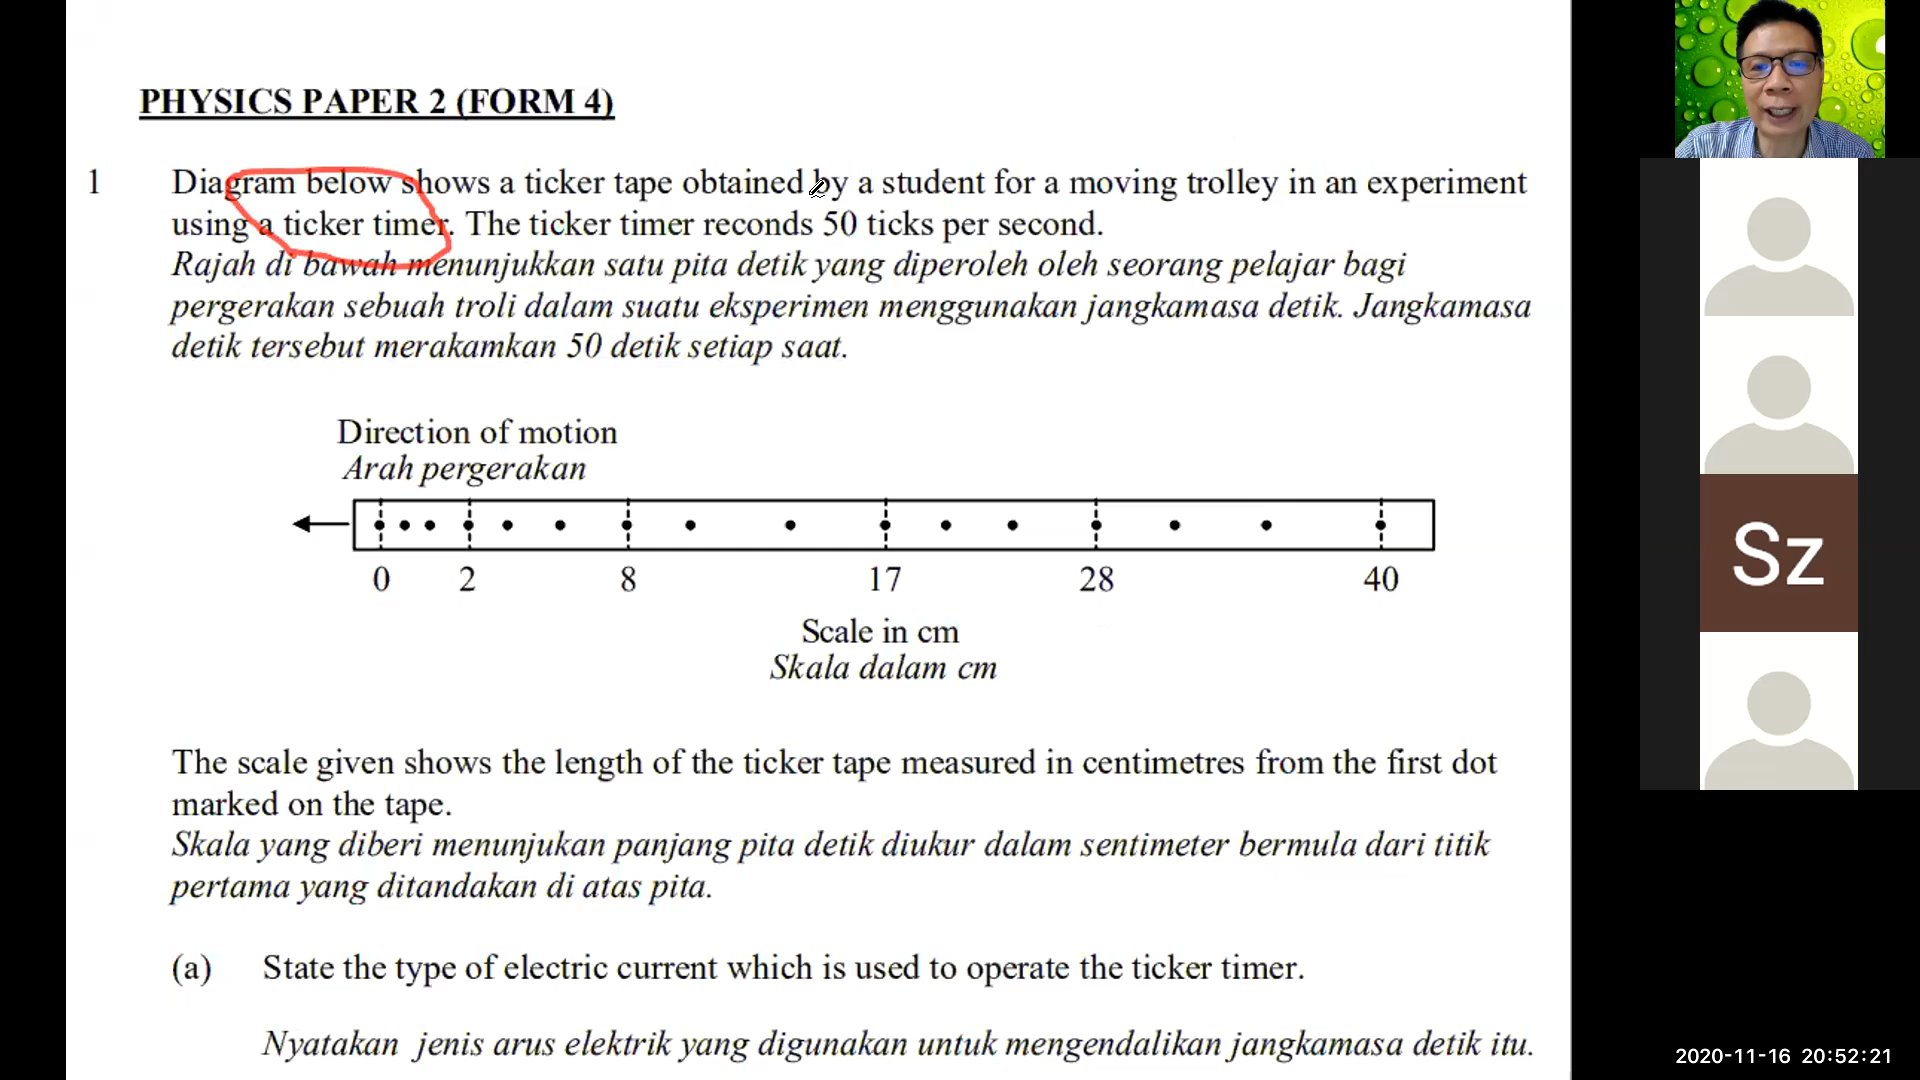 PHYSICS PAPER 2 (FORM 4)
1 Diagram below shows a ticker tape obtained by a student for a moving trolley in an experiment
using a ticker timer. The ticker timer reconds 50 ticks per second.
Rajah di bawah menunjukkan satu pita detik yang diperoleh oleh seorang pelajar bagi
pergerakan sebuah troli dalam suatu eksperimen menggunakan jangkamasa detik. Jangkamasa
detik tersebut merakamkan 50 detik setiap saat.
Direction of motion
Arah pergerakan
0 2 8 17 28 40
Scale in cm
Skala dalam cm
The scale given shows the length of the ticker tape measured in centimetres from the first dot
marked on the tape.
Skala yang diberi menunjukan panjang pita detik diukur dalam sentimeter bermula dari titik
pertama yang ditandakan di atas pita.
(a) State the type of electric current which is used to operate the ticker timer.
Nyatakan jenis arus elektrik yang digunakan untuk mengendalikan jangkamasa detik itu.
Sz
2020-11-16 20:52:21